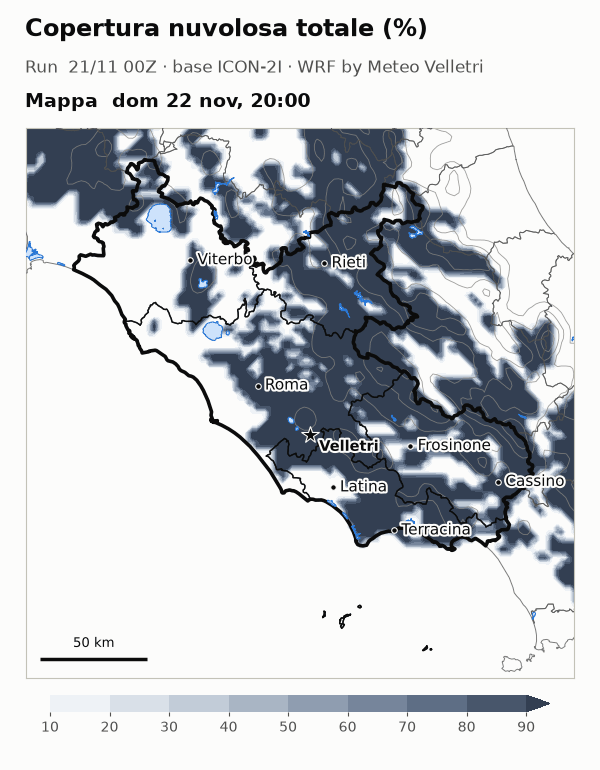 Copertura nuvolosa totale (%)
Run 21/11 00Z · base ICON-2I · WRF by Meteo Velletri
Mappa dom 22 nov, 20:00
Viterbo
Rieti
Roma
Velletri
Frosinone
Cassino
Latina
Terracina
50 km
10 20 30 40 50 60 70 80 90